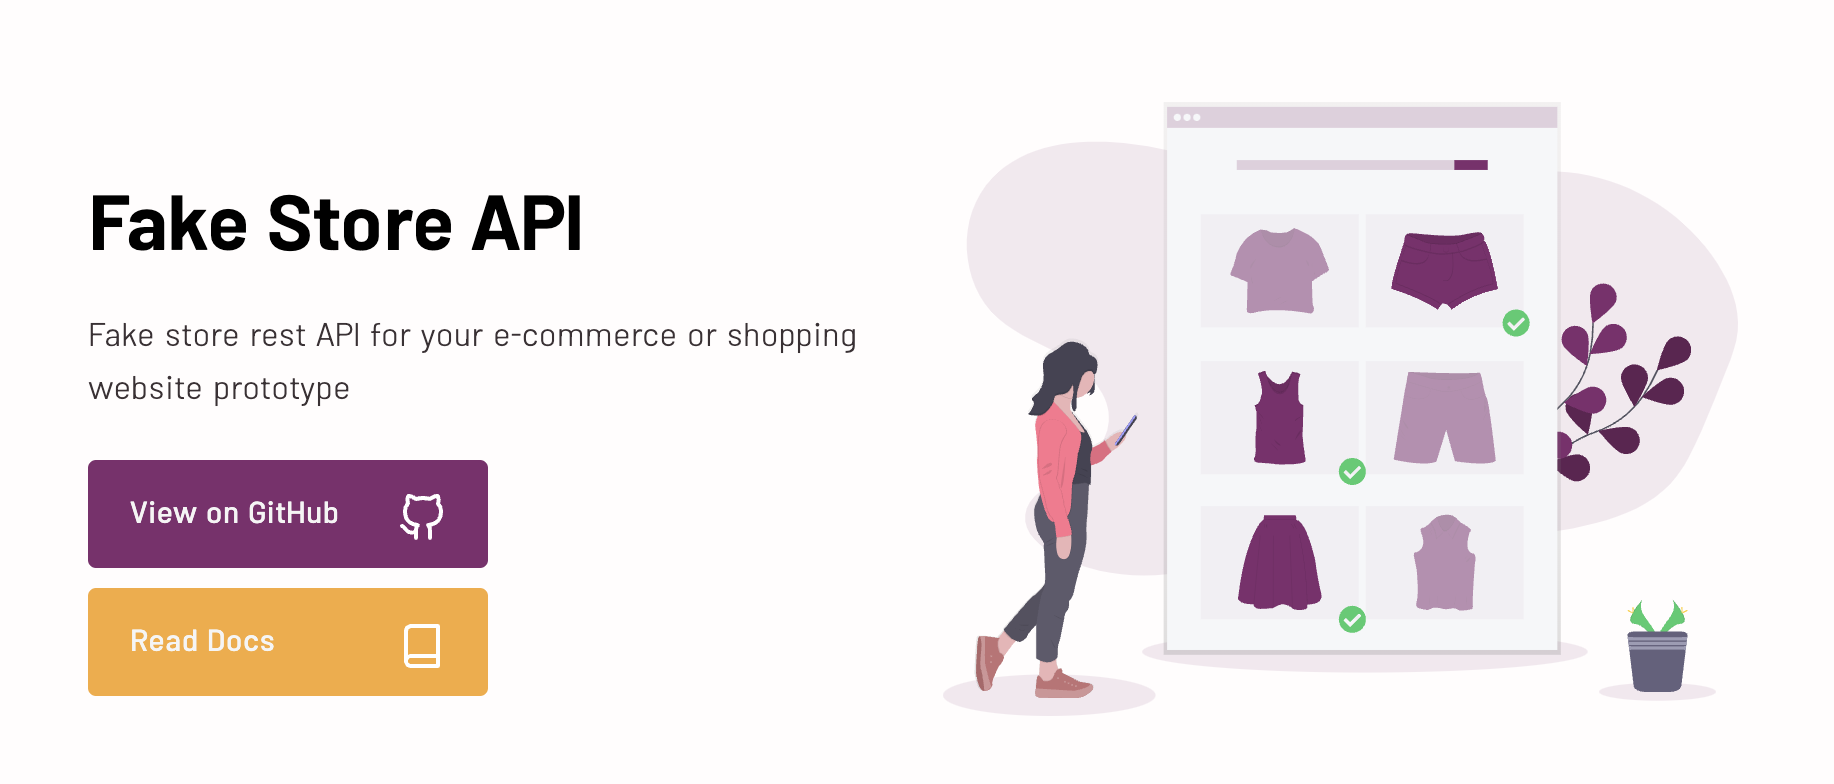 Fake Store API
Fake store rest API for your e-commerce or shopping
website prototype
View on GitHub
Read Docs